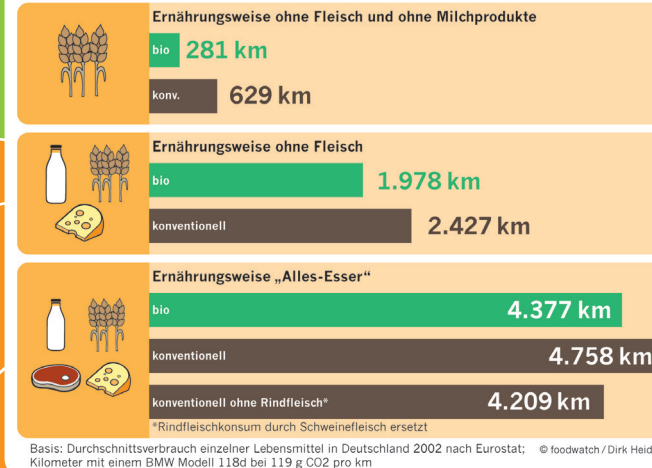 Ernährungsweise ohne Fleisch und ohne Milchprodukte
bio 281 km
konv. 629 km
Ernährungsweise ohne Fleisch
bio 1.978 km
konventionell 2.427 km
Ernährungsweise „Alles-Esser“
bio 4.377 km
konventionell 4.758 km
konventionell ohne Rindfleisch* 4.209 km
*Rindfleischkonsum durch Schweinefleisch ersetzt
Basis: Durchschnittsverbrauch einzelner Lebensmittel in Deutschland 2002 nach Eurostat; © foodwatch / Dirk Heid
Kilometer mit einem BMW Modell 118d bei 119 g CO2 pro km